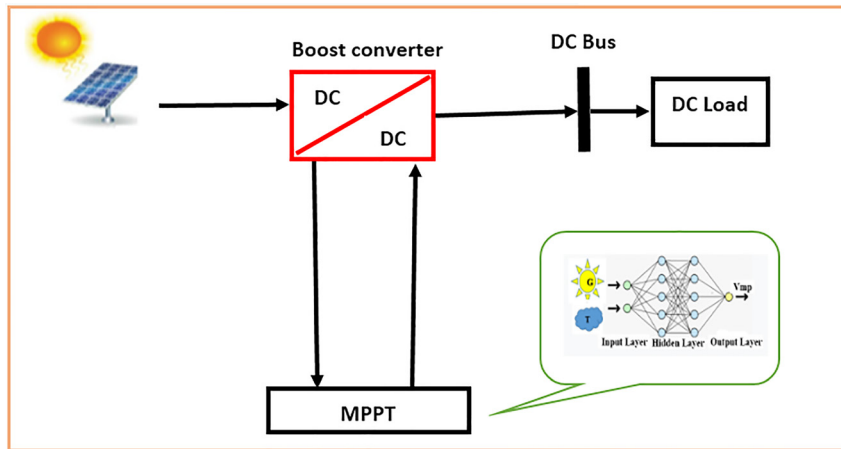 Boost converter
DC Bus
DC
DC
DC Load
G
T
Vmp
Input Layer Hidden Layer Output Layer
MPPT